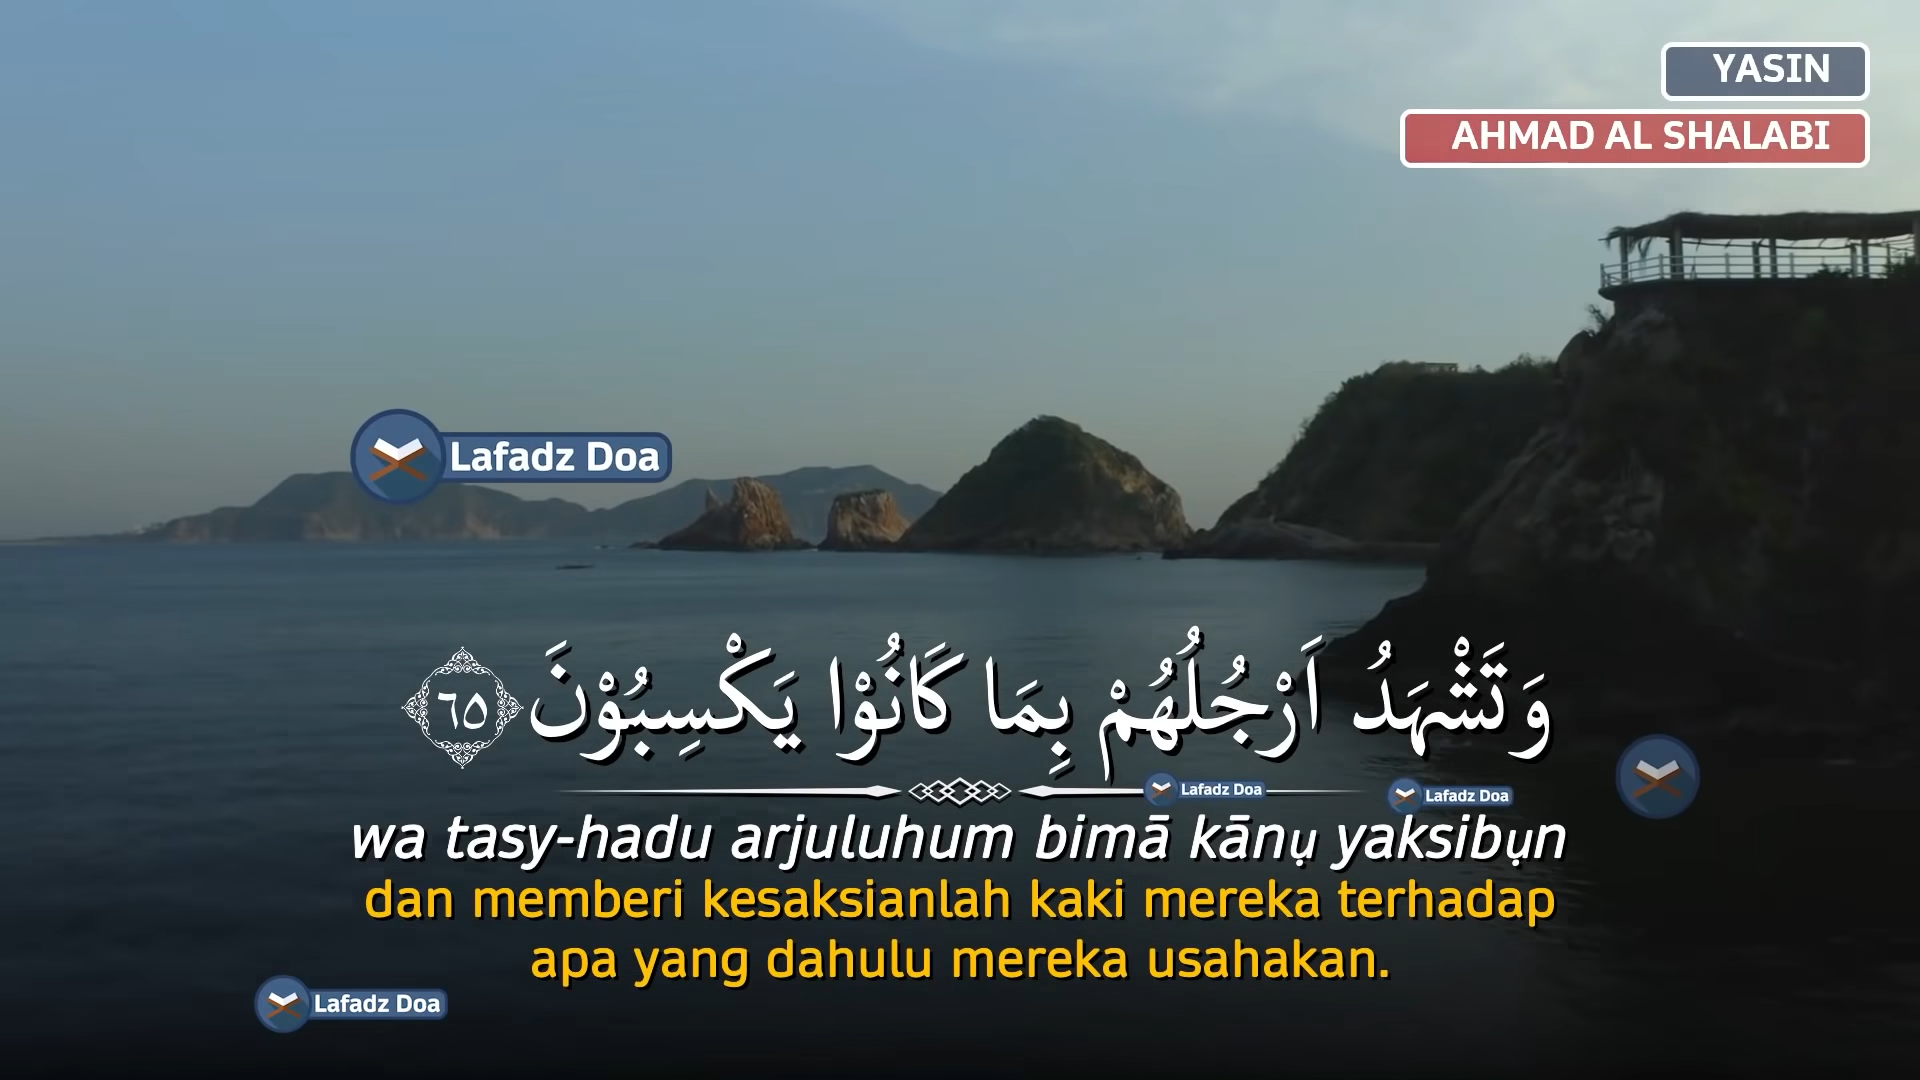 YASIN
AHMAD AL SHALABI
Lafadz Doa
وَتَشْهَدُ اَرْجُلُهُمْ بِمَا كَانُوْا يَكْسِبُوْنَ ٦٥
Lafadz Doa
Lafadz Doa
wa tasy-hadu arjuluhum bimā kānụ yaksibụn
dan memberi kesaksianlah kaki mereka terhadap
apa yang dahulu mereka usahakan.
Lafadz Doa